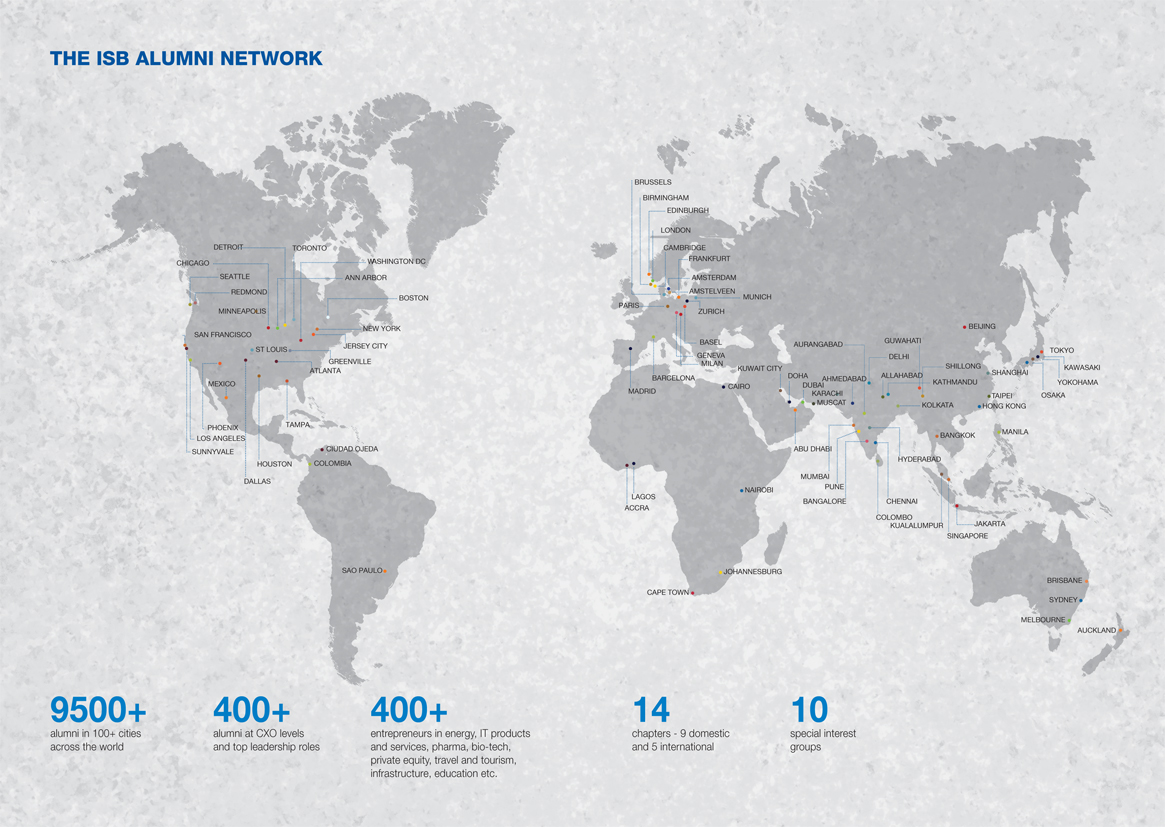 THE ISB ALUMNI NETWORK
BRUSSELS
BIRMINGHAM
EDINBURGH
LONDON
CAMBRIDGE
FRANKFURT
AMSTERDAM
AMSTELVEEN
MUNICH
PARIS
ZURICH
BASEL
GENEVA
MILAN
BARCELONA
MADRID
DETROIT
TORONTO
CHICAGO
WASHINGTON DC
SEATTLE
ANN ARBOR
REDMOND
BOSTON
MINNEAPOLIS
NEW YORK
SAN FRANCISCO
JERSEY CITY
ST LOUIS
GREENVILLE
ATLANTA
MEXICO
TAMPA
PHOENIX
LOS ANGELES
SUNNYVALE
HOUSTON
DALLAS
CIUDAD OJEDA
COLOMBIA
SAO PAULO
CAIRO
LAGOS
ACCRA
NAIROBI
JOHANNESBURG
CAPE TOWN
KUWAIT CITY
DOHA
DUBAI
KARACHI
MUSCAT
ABU DHABI
AURANGABAD
GUWAHATI
DELHI
AHMEDABAD
ALLAHABAD
SHILLONG
KATHMANDU
KOLKATA
MUMBAI
PUNE
BANGALORE
HYDERABAD
CHENNAI
COLOMBO
KUALALUMPUR
SINGAPORE
JAKARTA
BANGKOK
MANILA
BEIJING
SHANGHAI
TAIPEI
HONG KONG
TOKYO
KAWASAKI
YOKOHAMA
OSAKA
BRISBANE
SYDNEY
MELBOURNE
AUCKLAND
9500+
alumni in 100+ cities
across the world
400+
alumni at CXO levels
and top leadership roles
400+
entrepreneurs in energy, IT products
and services, pharma, bio-tech,
private equity, travel and tourism,
infrastructure, education etc.
14
chapters - 9 domestic
and 5 international
10
special interest
groups